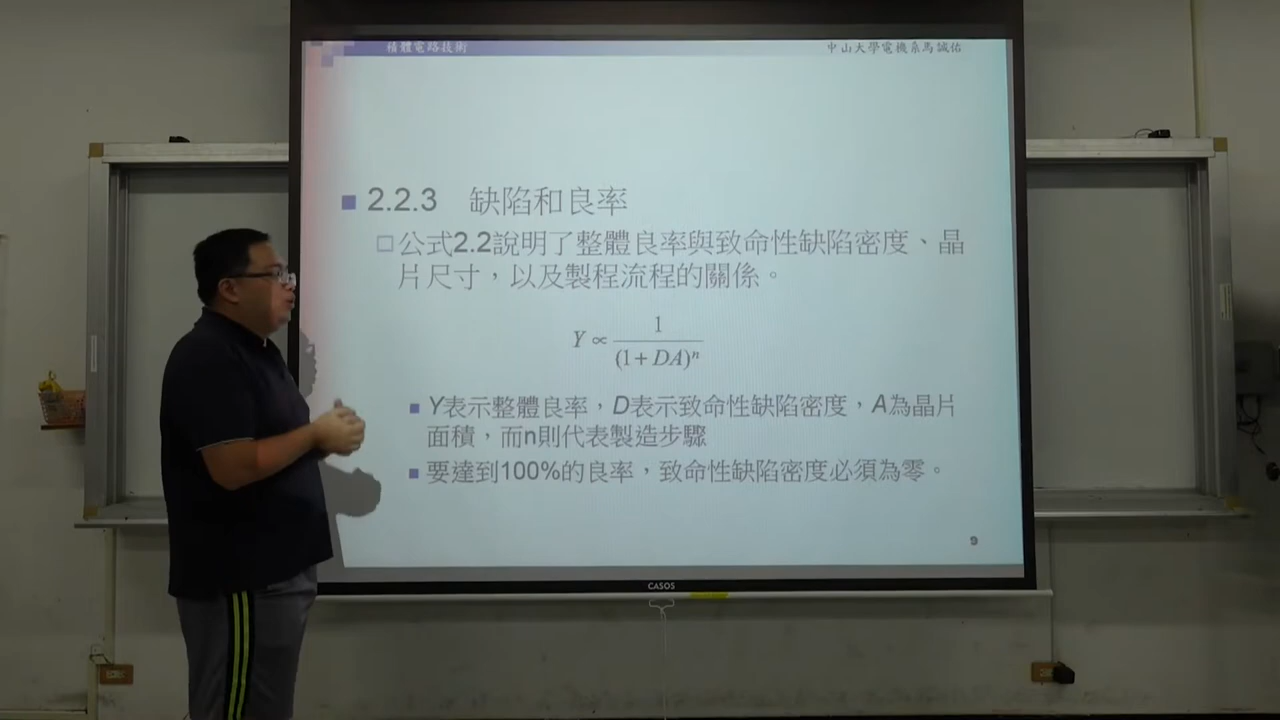 積體電路技術
中山大學電機系馬誠佑
2.2.3 缺陷和良率
公式2.2說明了整體良率與致命性缺陷密度、晶
片尺寸，以及製程流程的關係。
Y ∝ 1/(1+DA)ⁿ
Y表示整體良率，D表示致命性缺陷密度，A為晶片
面積，而n則代表製造步驟
要達到100%的良率，致命性缺陷密度必須為零。
9
CASOS